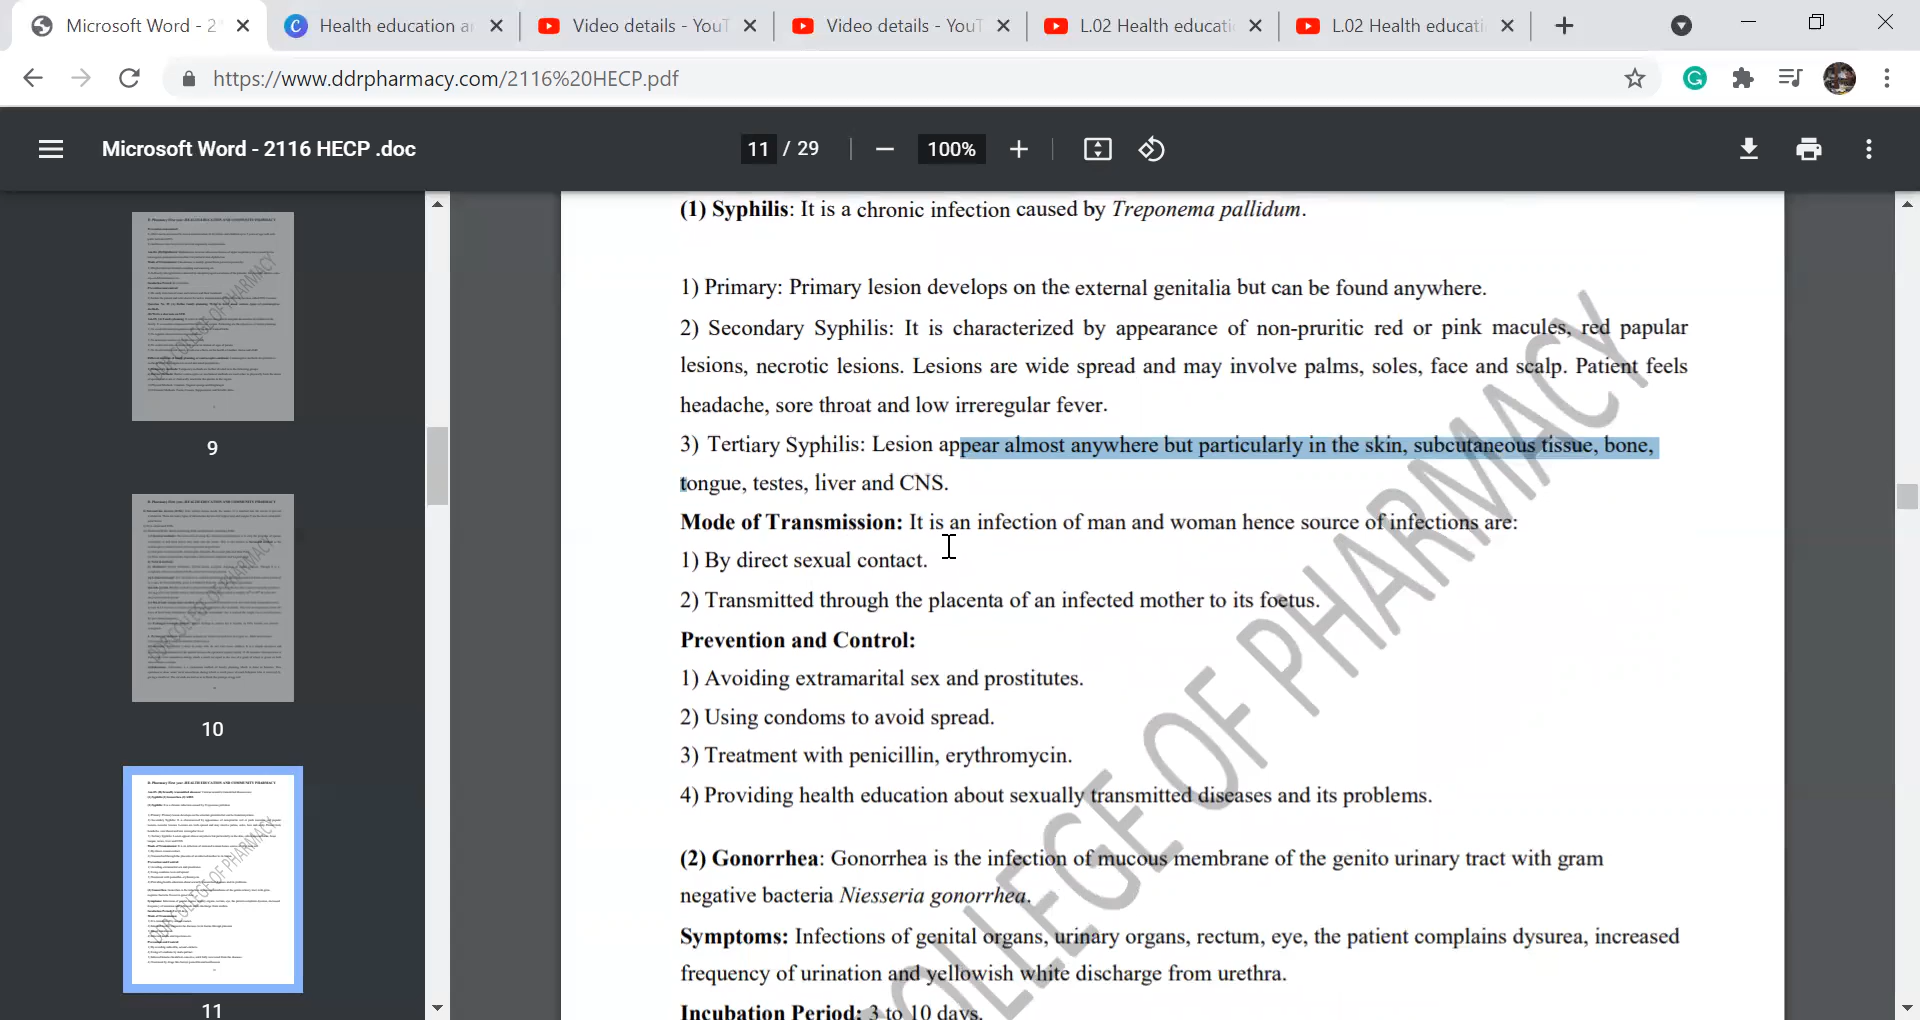 Microsoft Word - 2
Health education a
Video details - YouT
Video details - YouT
L.02 Health educati
L.02 Health educati
https://www.ddrpharmacy.com/2116%20HECP.pdf
Microsoft Word - 2116 HECP .doc
11 / 29
100%
9
10
11
(1) Syphilis: It is a chronic infection caused by Treponema pallidum.
1) Primary: Primary lesion develops on the external genitalia but can be found anywhere.
2) Secondary Syphilis: It is characterized by appearance of non-pruritic red or pink macules, red papular
lesions, necrotic lesions. Lesions are wide spread and may involve palms, soles, face and scalp. Patient feels
headache, sore throat and low irreregular fever.
3) Tertiary Syphilis: Lesion appear almost anywhere but particularly in the skin, subcutaneous tissue, bone,
tongue, testes, liver and CNS.
Mode of Transmission: It is an infection of man and woman hence source of infections are:
1) By direct sexual contact.
2) Transmitted through the placenta of an infected mother to its foetus.
Prevention and Control:
1) Avoiding extramarital sex and prostitutes.
2) Using condoms to avoid spread.
3) Treatment with penicillin, erythromycin.
4) Providing health education about sexually transmitted diseases and its problems.
(2) Gonorrhea: Gonorrhea is the infection of mucous membrane of the genito urinary tract with gram
negative bacteria Niesseria gonorrhea.
Symptoms: Infections of genital organs, urinary organs, rectum, eye, the patient complains dysurea, increased
frequency of urination and yellowish white discharge from urethra.
Incubation Period: 3 to 10 days.
COLLEGE OF PHARMACY